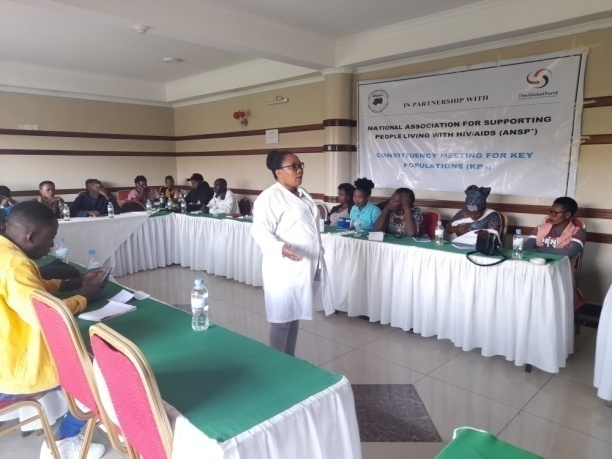 IN PARTNERSHIP WITH
The Global Fund
NATIONAL ASSOCIATION FOR SUPPORTING
PEOPLE LIVING WITH HIV/AIDS (ANSP+)
CONSTITUENCY MEETING FOR KEY
POPULATIONS (KPs)